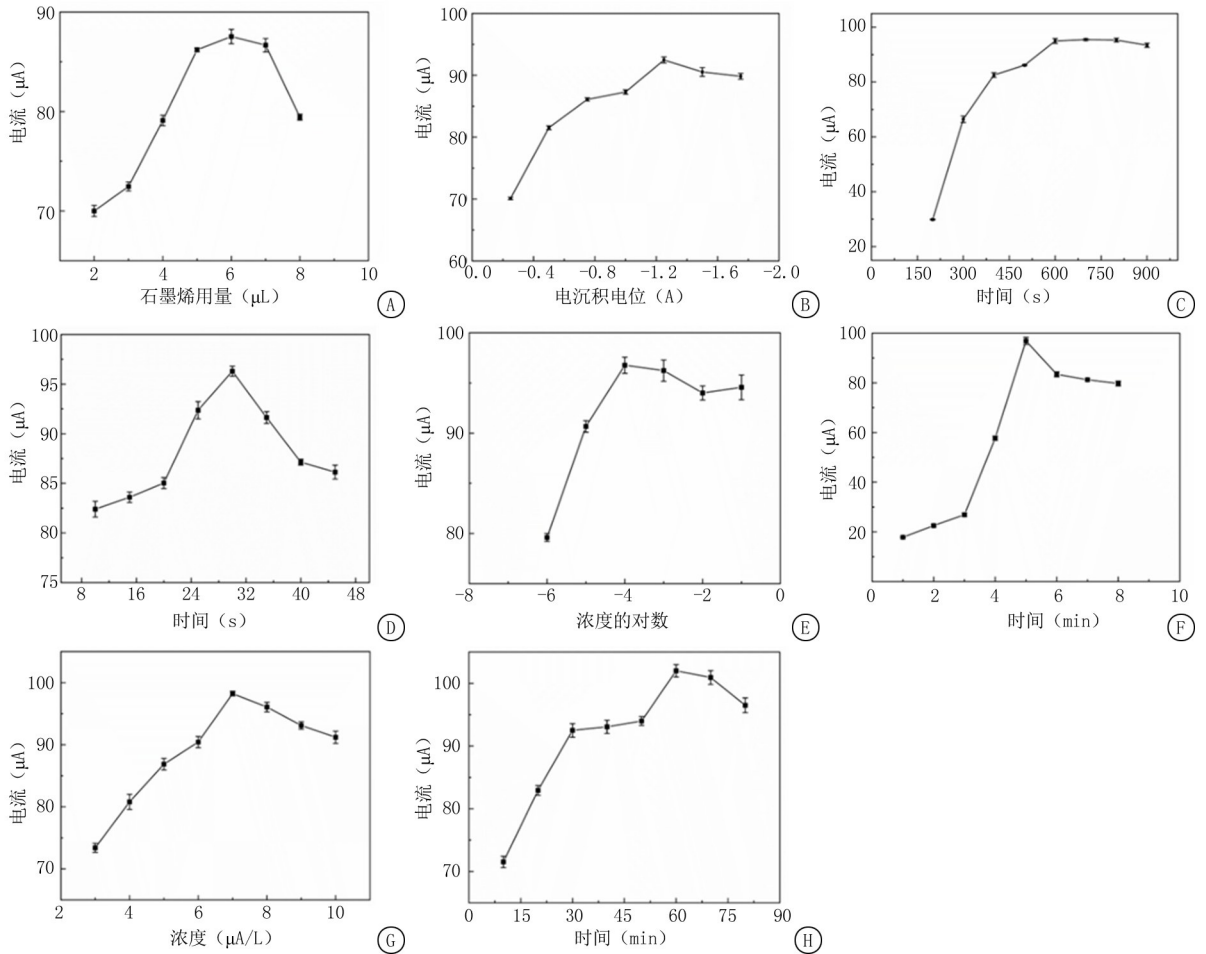 90
80
70
电流（μA）
2 4 6 8 10
石墨烯用量（μL）
A
100
90
80
70
60
电流（μA）
0.0 -0.4 -0.8 -1.2 -1.6 -2.0
电沉积电位（A）
B
100
80
60
40
20
电流（μA）
0 150 300 450 600 750 900
时间（s）
C
100
95
90
85
80
75
电流（μA）
8 16 24 32 40 48
时间（s）
D
100
90
80
电流（μA）
-8 -6 -4 -2 0
浓度的对数
E
100
80
60
40
20
电流（μA）
0 2 4 6 8 10
时间（min）
F
100
90
80
70
电流（μA）
2 4 6 8 10
浓度（μA/L）
G
100
90
80
70
电流（μA）
0 15 30 45 60 75 90
时间（min）
H